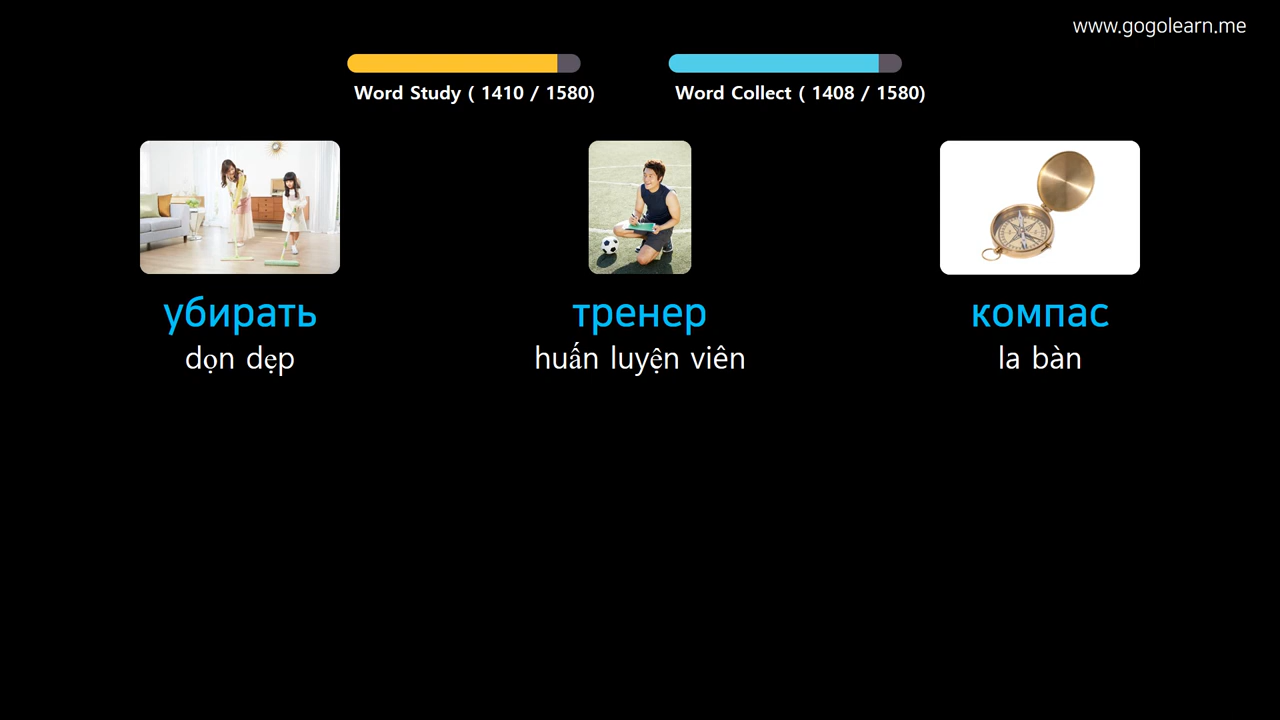 www.gogolearn.me
Word Study ( 1410 / 1580)
Word Collect ( 1408 / 1580)
убирать
dọn dẹp
тренер
huấn luyện viên
компас
la bàn